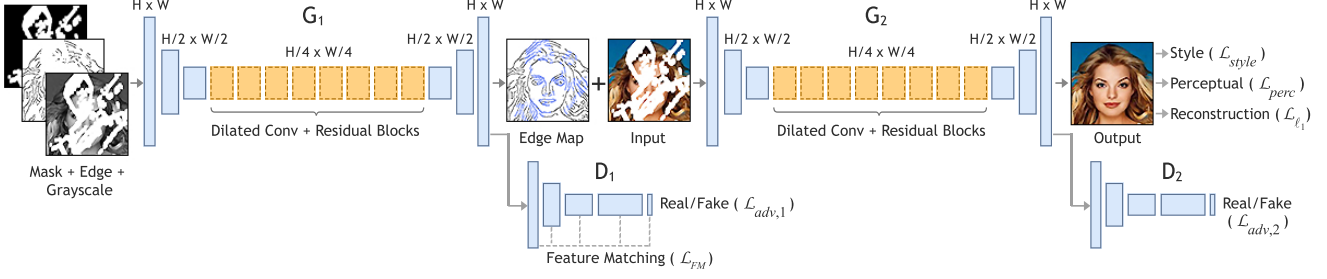 H x W
G₁
H x W
H x W
G₂
H x W
H/2 x W/2
H/4 x W/4
H/2 x W/2
H/2 x W/2
H/4 x W/4
H/2 x W/2
Style ( ℒstyle)
Perceptual ( ℒperc)
Reconstruction ( ℒℓ₁)
+
Dilated Conv + Residual Blocks
Edge Map
Input
Dilated Conv + Residual Blocks
Output
Mask + Edge +
Grayscale
D₁
D₂
Real/Fake ( ℒadv,1)
Real/Fake
( ℒadv,2)
Feature Matching ( ℒFM)